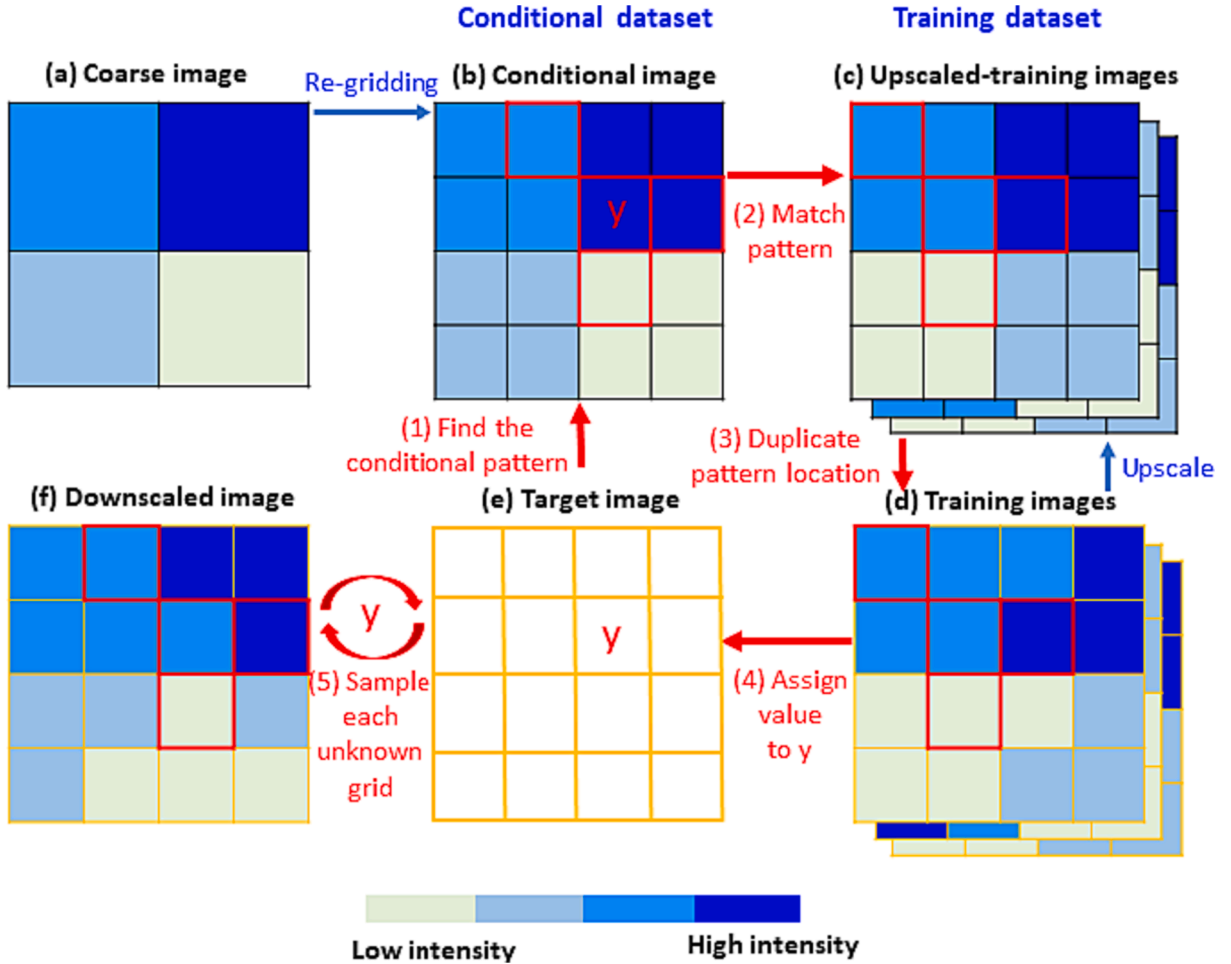 Conditional dataset
Training dataset
(a) Coarse image
Re-gridding
(b) Conditional image
(c) Upscaled-training images
y
(2) Match
pattern
(1) Find the
conditional pattern
(3) Duplicate
pattern location
Upscale
(f) Downscaled image
(e) Target image
(d) Training images
y
y
(5) Sample
each
unknown
grid
(4) Assign
value
to y
Low intensity
High intensity